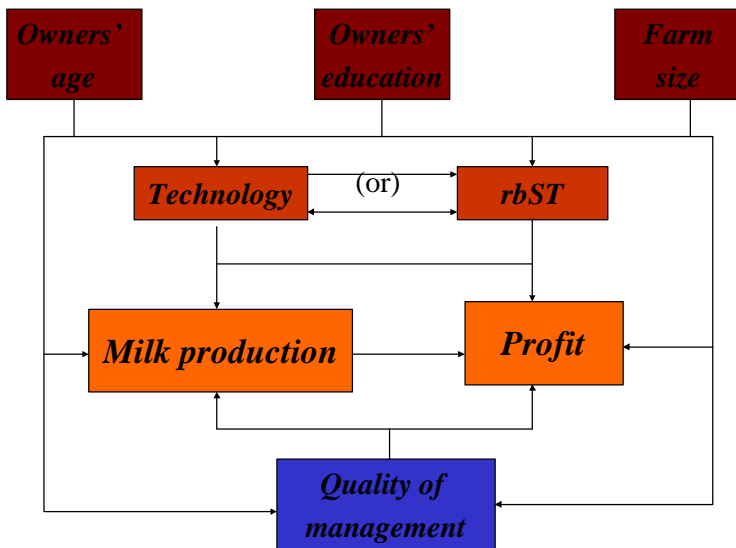 Owners’
age
Owners’
education
Farm
size
Technology
(or)
rbST
Milk production
Profit
Quality of
management